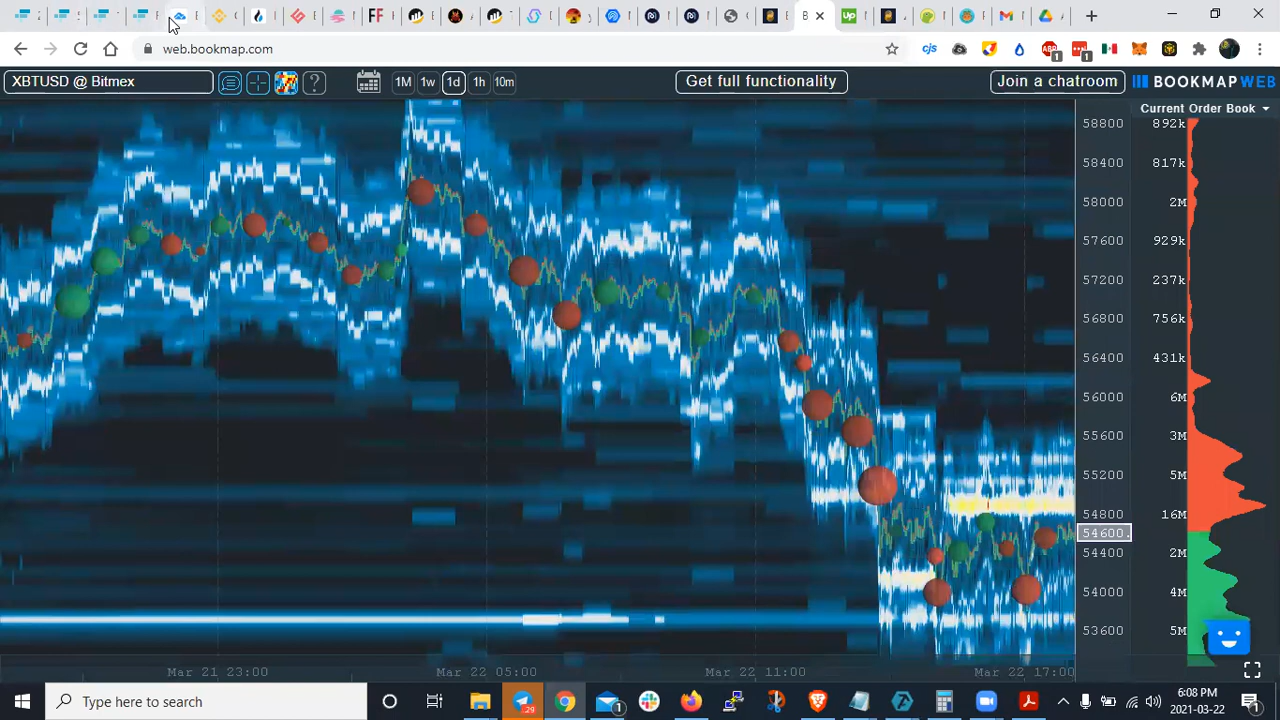 web.bookmap.com
XBTUSD @ Bitmex
?
1M 1w 1d 1h 10m
Get full functionality
Join a chatroom
BOOKMAP WEB
Current Order Book
58800 892k
58400 817k
58000 2M
57600 929k
57200 237k
56800 756k
56400 431k
56000 6M
55600 3M
55200 5M
54800 16M
54600.
54400 2M
54000 4M
53600 5M
Mar 21 23:00
Mar 22 05:00
Mar 22 11:00
Mar 22 17:00
Type here to search
6:08 PM
2021-03-22